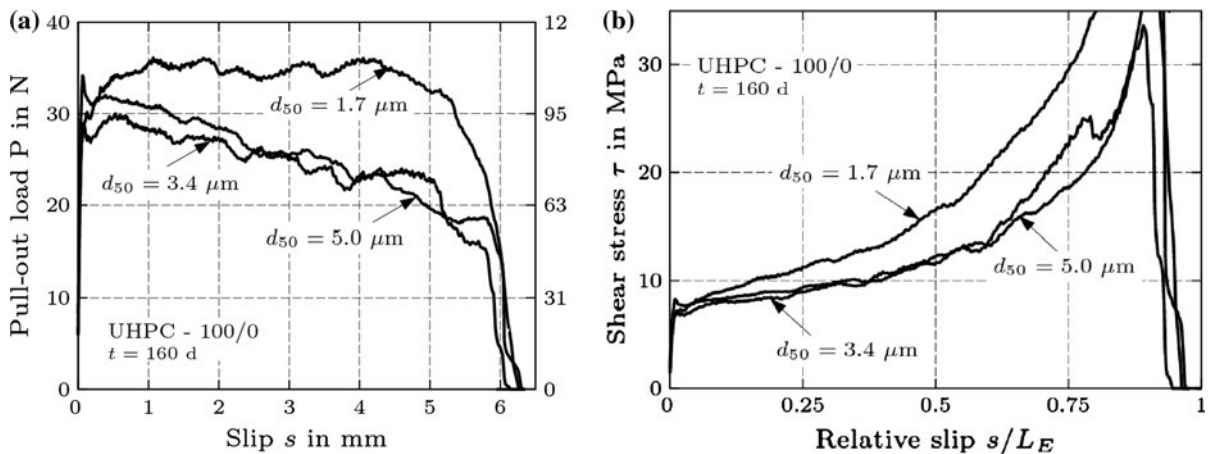 (a)
Pull-out load P in N
40
30
20
10
0
12
95
63
31
0
d50 = 1.7 µm
d50 = 3.4 µm
d50 = 5.0 µm
UHPC - 100/0
t = 160 d
0 1 2 3 4 5 6
Slip s in mm
(b)
Shear stress τ in MPa
30
20
10
0
UHPC - 100/0
t = 160 d
d50 = 1.7 µm
d50 = 5.0 µm
d50 = 3.4 µm
0 0.25 0.5 0.75 1
Relative slip s/LE